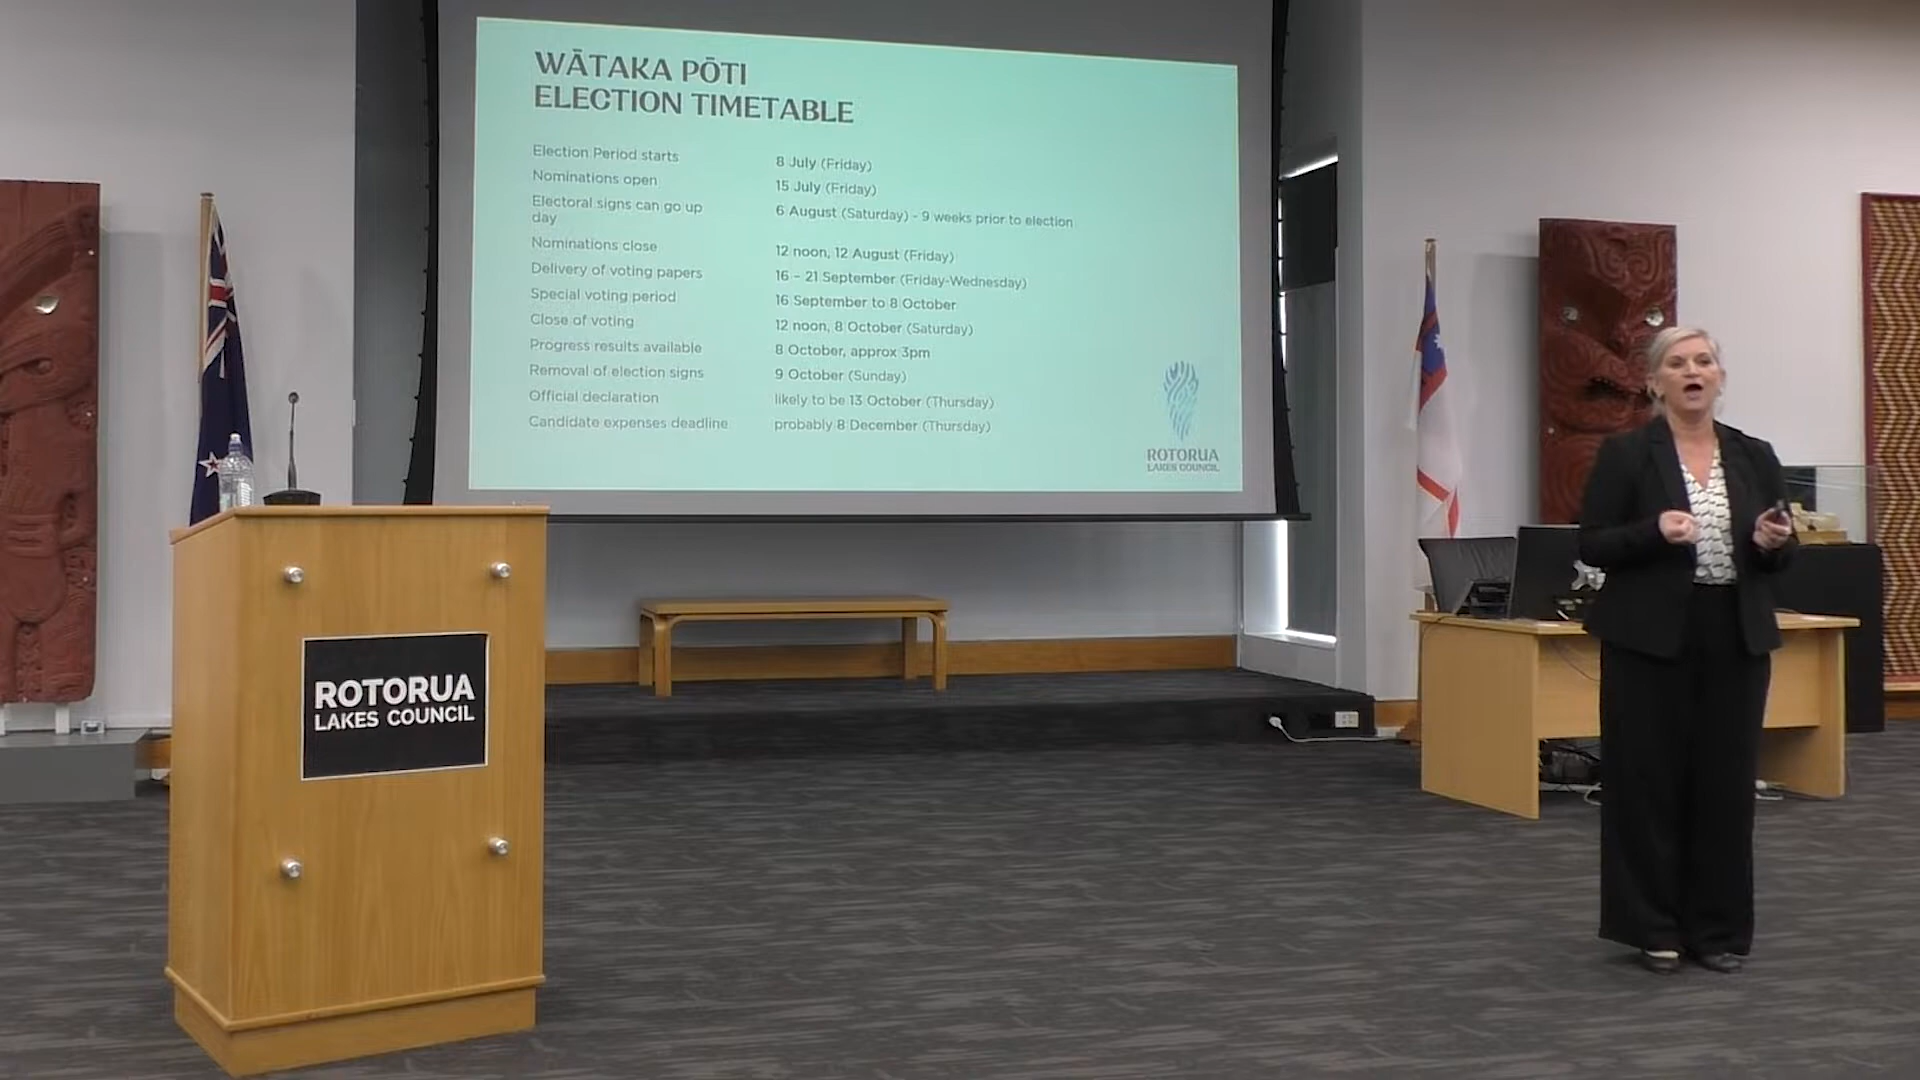 WĀTAKA PŌTI
ELECTION TIMETABLE
Election Period starts 8 July (Friday)
Nominations open 15 July (Friday)
Electoral signs can go up 6 August (Saturday) - 9 weeks prior to election
day
Nominations close 12 noon, 12 August (Friday)
Delivery of voting papers 16 – 21 September (Friday-Wednesday)
Special voting period 16 September to 8 October
Close of voting 12 noon, 8 October (Saturday)
Progress results available 8 October, approx 3pm
Removal of election signs 9 October (Sunday)
Official declaration likely to be 13 October (Thursday)
Candidate expenses deadline probably 8 December (Thursday)
ROTORUA
LAKES COUNCIL
ROTORUA
LAKES COUNCIL